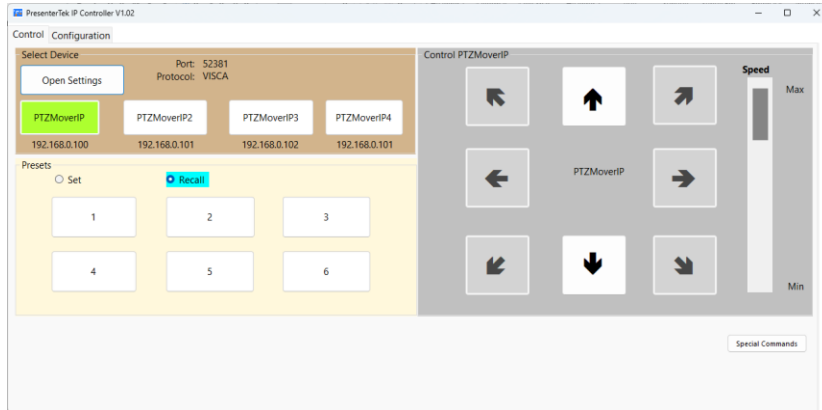 PresenterTek IP Controller V1.02
Control Configuration
Select Device
Open Settings
Port: 52381
Protocol: VISCA
PTZMoverIP PTZMoverIP2 PTZMoverIP3 PTZMoverIP4
192.168.0.100 192.168.0.101 192.168.0.102 192.168.0.101
Presets
Set Recall
1 2 3
4 5 6
Control PTZMoverIP
Speed
Max
PTZMoverIP
Min
Special Commands